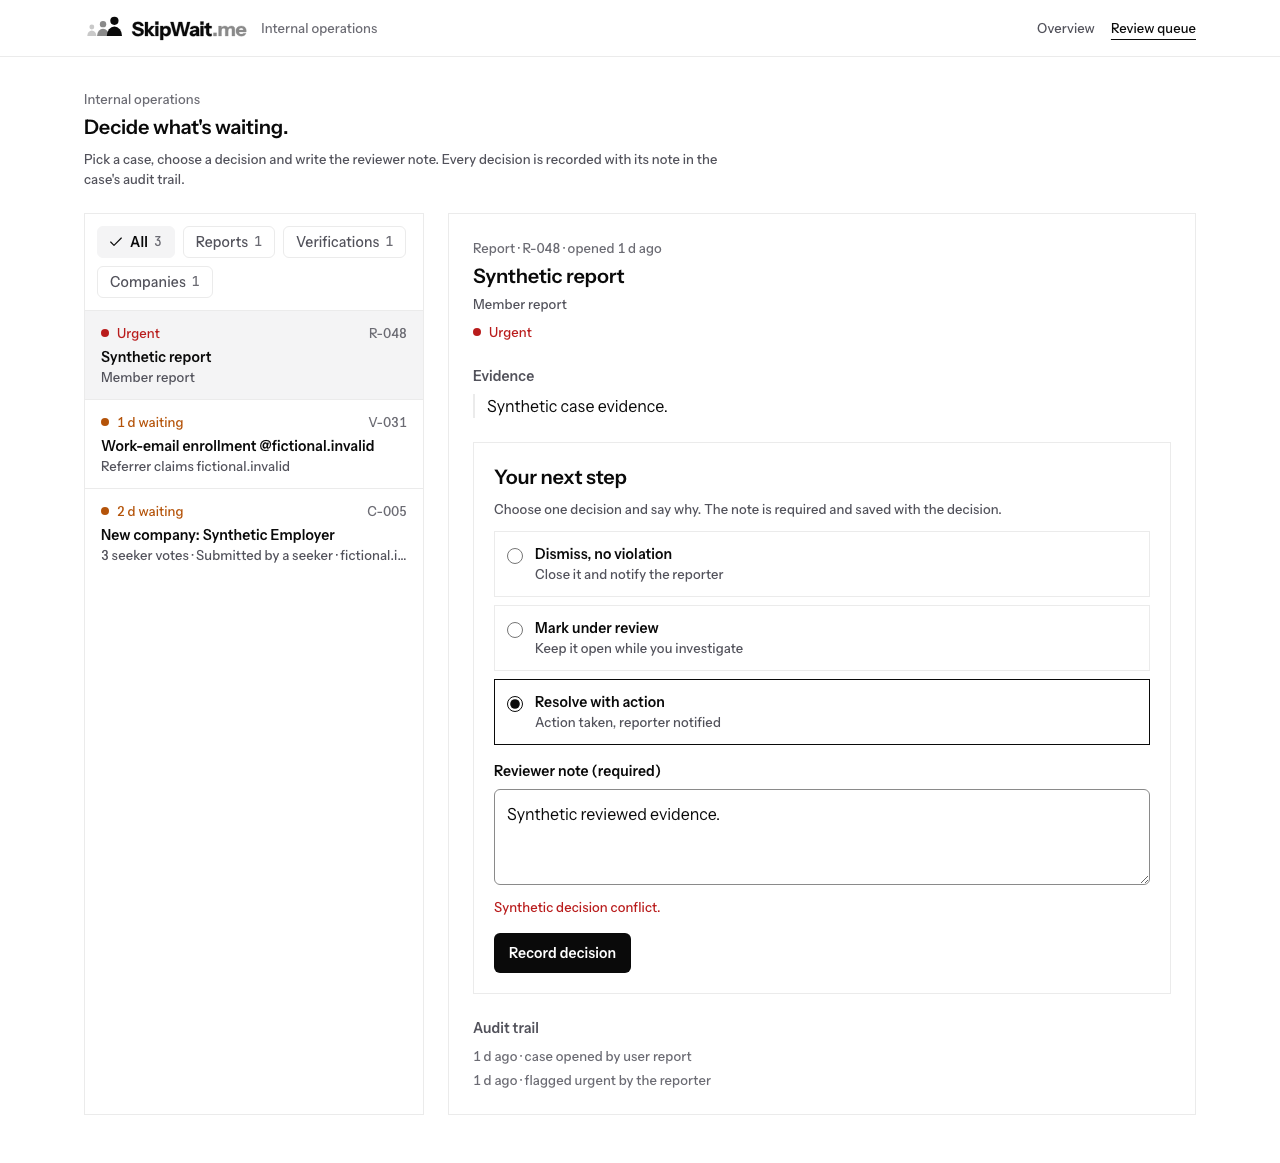 SkipWait.me Internal operations Overview Review queue
Internal operations
Decide what's waiting.
Pick a case, choose a decision and write the reviewer note. Every decision is recorded with its note in the
case's audit trail.
All 3 Reports 1 Verifications 1
Companies 1
Urgent R-048
Synthetic report
Member report
1 d waiting V-031
Work-email enrollment @fictional.invalid
Referrer claims fictional.invalid
2 d waiting C-005
New company: Synthetic Employer
3 seeker votes · Submitted by a seeker · fictional.i...
Report · R-048 · opened 1 d ago
Synthetic report
Member report
Urgent
Evidence
Synthetic case evidence.
Your next step
Choose one decision and say why. The note is required and saved with the decision.
Dismiss, no violation
Close it and notify the reporter
Mark under review
Keep it open while you investigate
Resolve with action
Action taken, reporter notified
Reviewer note (required)
Synthetic reviewed evidence.
Synthetic decision conflict.
Record decision
Audit trail
1 d ago · case opened by user report
1 d ago · flagged urgent by the reporter